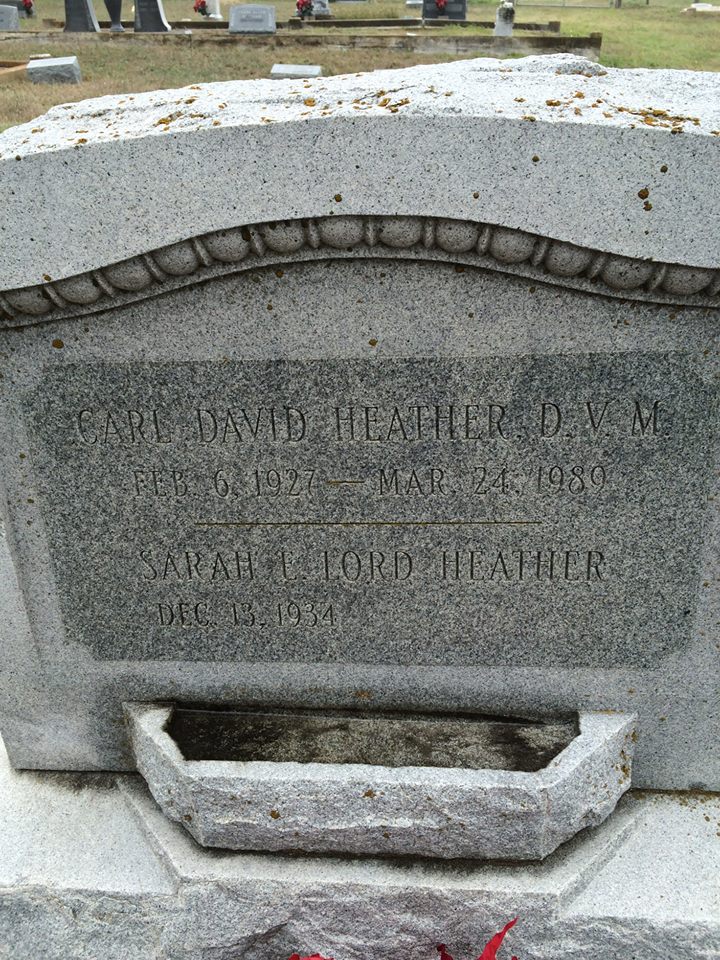 CARL DAVID HEATHER, D. V. M.
FEB. 6, 1927 — MAR. 24, 1989
SARAH E. LORD HEATHER
DEC. 13, 1934